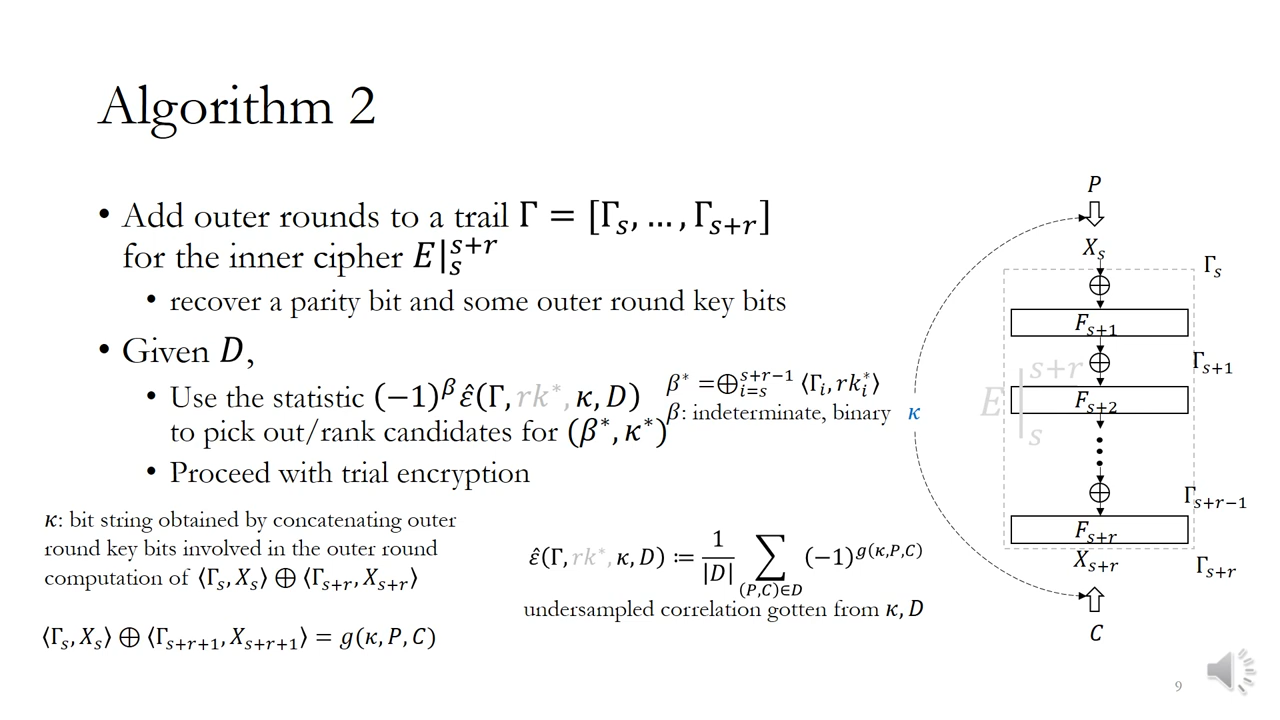 Algorithm 2
• Add outer rounds to a trail Γ = [Γ_s, … , Γ_{s+r}]
for the inner cipher E|_s^{s+r}
• recover a parity bit and some outer round key bits
• Given D,
• Use the statistic (−1)^β ε̂(Γ, rk*, κ, D)
to pick out/rank candidates for (β*, κ*)
• Proceed with trial encryption
β* =⊕_{i=s}^{s+r−1} ⟨Γ_i, rk_i^*⟩
β: indeterminate, binary
κ: bit string obtained by concatenating outer
round key bits involved in the outer round
computation of ⟨Γ_s, X_s⟩ ⊕ ⟨Γ_{s+r}, X_{s+r}⟩
⟨Γ_s, X_s⟩ ⊕ ⟨Γ_{s+r+1}, X_{s+r+1}⟩ = g(κ, P, C)
ε̂(Γ, rk*, κ, D) ≔ 1/|D| ∑_{(P,C)∈D} (−1)^{g(κ,P,C)}
undersampled correlation gotten from κ, D
P
X_s
Γ_s
F_{s+1}
Γ_{s+1}
E|_s^{s+r}
κ
F_{s+2}
Γ_{s+r−1}
F_{s+r}
X_{s+r}
Γ_{s+r}
C
9